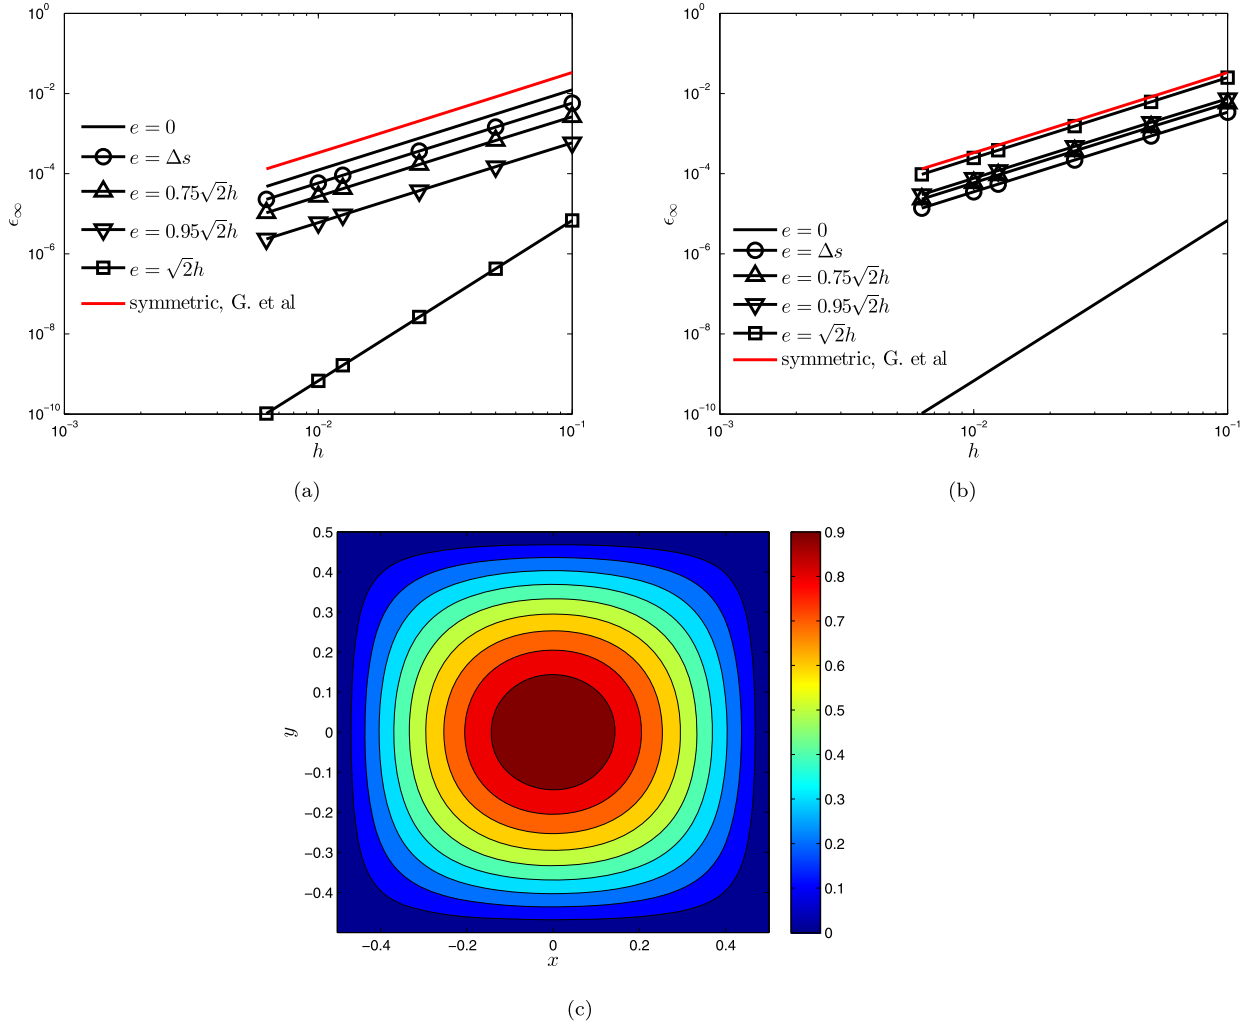 10⁰
10⁻²
10⁻⁴
10⁻⁶
10⁻⁸
10⁻¹⁰
ϵ∞
e = 0
e = Δs
e = 0.75√2h
e = 0.95√2h
e = √2h
symmetric, G. et al
10⁻³ 10⁻² 10⁻¹
h
(a)
10⁰
10⁻²
10⁻⁴
10⁻⁶
10⁻⁸
10⁻¹⁰
ϵ∞
e = 0
e = Δs
e = 0.75√2h
e = 0.95√2h
e = √2h
symmetric, G. et al
10⁻³ 10⁻² 10⁻¹
h
(b)
0.5
0.4
0.3
0.2
0.1
0
−0.1
−0.2
−0.3
−0.4
y
−0.4 −0.2 0 0.2 0.4
x
0.9
0.8
0.7
0.6
0.5
0.4
0.3
0.2
0.1
0
(c)